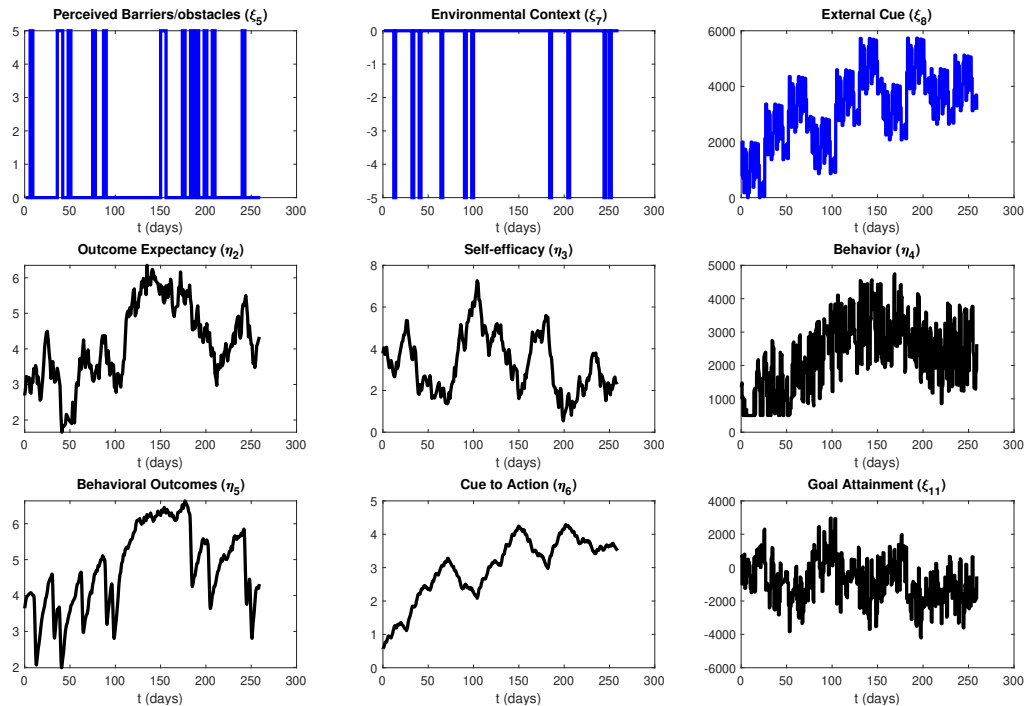 Perceived Barriers/obstacles (ξ5) Environmental Context (ξ7) External Cue (ξ8)
5 0 6000
4 -1
3 -2 4000
2 -3 2000
1 -4
0 -5 0
0 50 100 150 200 250 300 0 50 100 150 200 250 300 0 50 100 150 200 250 300
t (days) t (days) t (days)
Outcome Expectancy (η2) Self-efficacy (η3) Behavior (η4)
6 8 5000
6 4000
4 4 3000
2000
2 2 1000
0 0
0 50 100 150 200 250 300 0 50 100 150 200 250 300 0 50 100 150 200 250 300
t (days) t (days) t (days)
Behavioral Outcomes (η5) Cue to Action (η6) Goal Attainment (ξ11)
5 4000
6 4 2000
5 3 0
4 2 -2000
3 1 -4000
2 0 -6000
0 50 100 150 200 250 300 0 50 100 150 200 250 300 0 50 100 150 200 250 300
t (days) t (days) t (days)